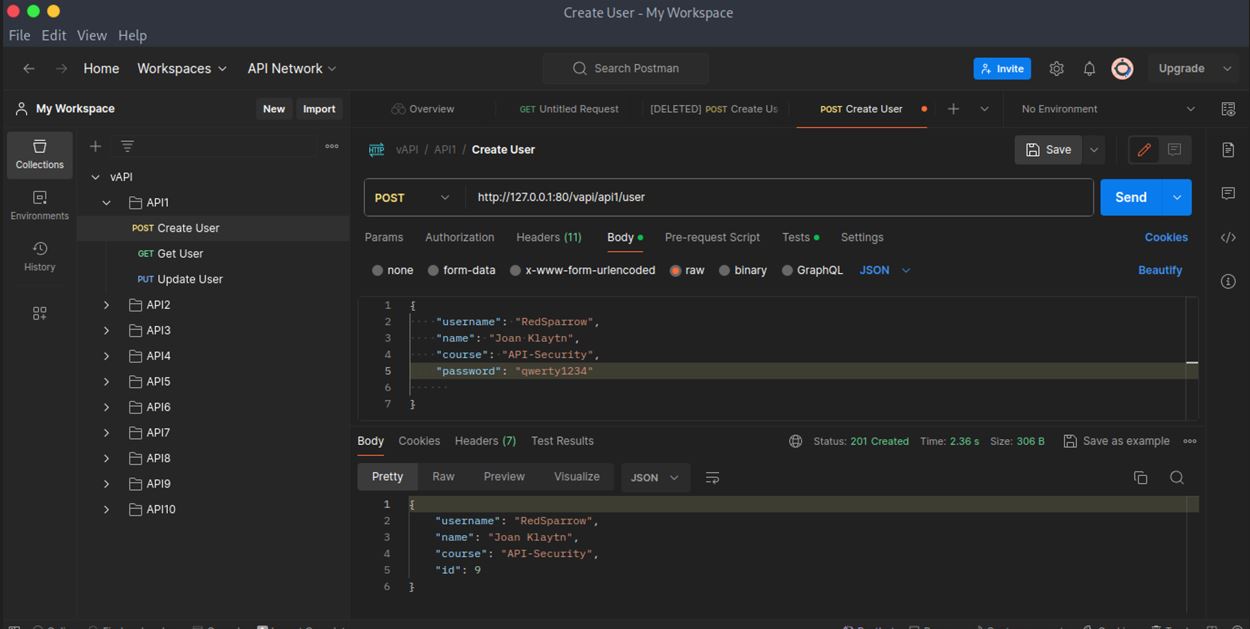 Create User - My Workspace
File Edit View Help
Home Workspaces API Network Search Postman Invite Upgrade
My Workspace New Import Overview GET Untitled Request [DELETED] POST Create Us POST Create User No Environment
Collections
Environments
History
vAPI
API1
POST Create User
GET Get User
PUT Update User
API2
API3
API4
API5
API6
API7
API8
API9
API10
HTTP vAPI / API1 / Create User Save
POST http://127.0.0.1:80/vapi/api1/user Send
Params Authorization Headers (11) Body Pre-request Script Tests Settings Cookies
none form-data x-www-form-urlencoded raw binary GraphQL JSON Beautify
1 {
2 "username": "RedSparrow",
3 "name": "Joan Klaytn",
4 "course": "API-Security",
5 "password": "qwerty1234"
6
7 }
Body Cookies Headers (7) Test Results Status: 201 Created Time: 2.36 s Size: 306 B Save as example
Pretty Raw Preview Visualize JSON
1 {
2 "username": "RedSparrow",
3 "name": "Joan Klaytn",
4 "course": "API-Security",
5 "id": 9
6 }